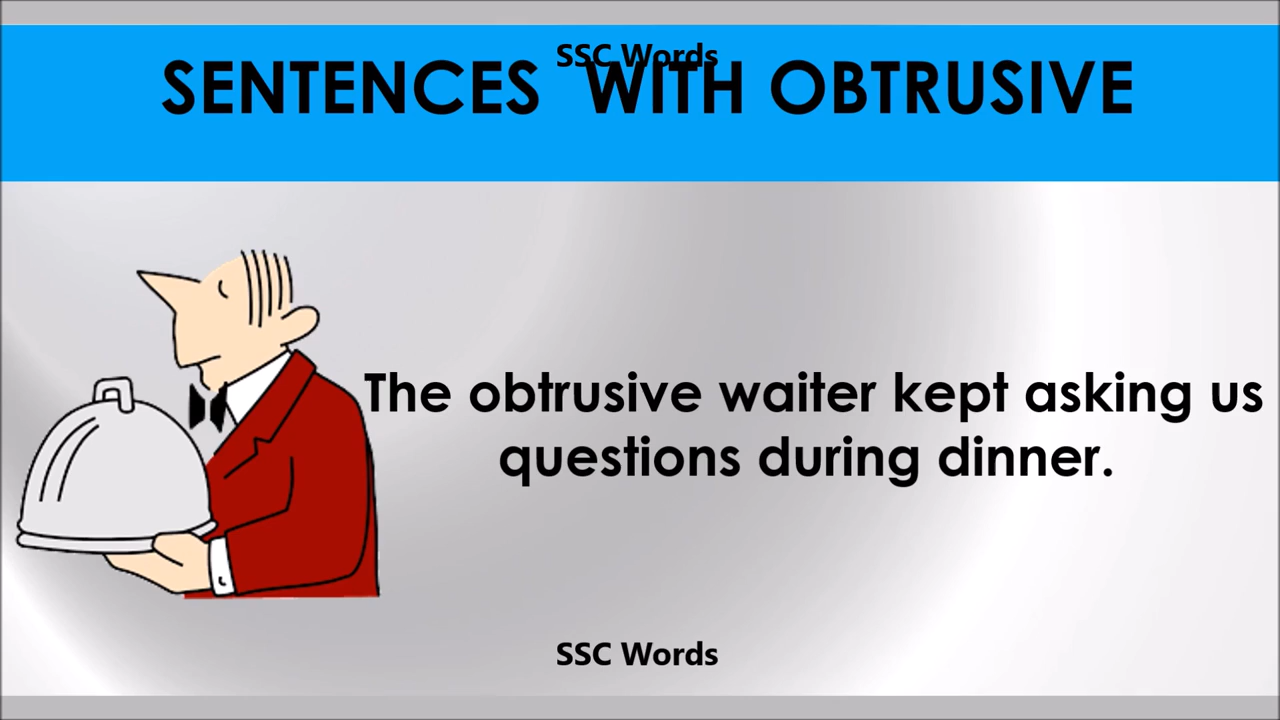 SSC Words
SENTENCES WITH OBTRUSIVE
The obtrusive waiter kept asking us
questions during dinner.
SSC Words